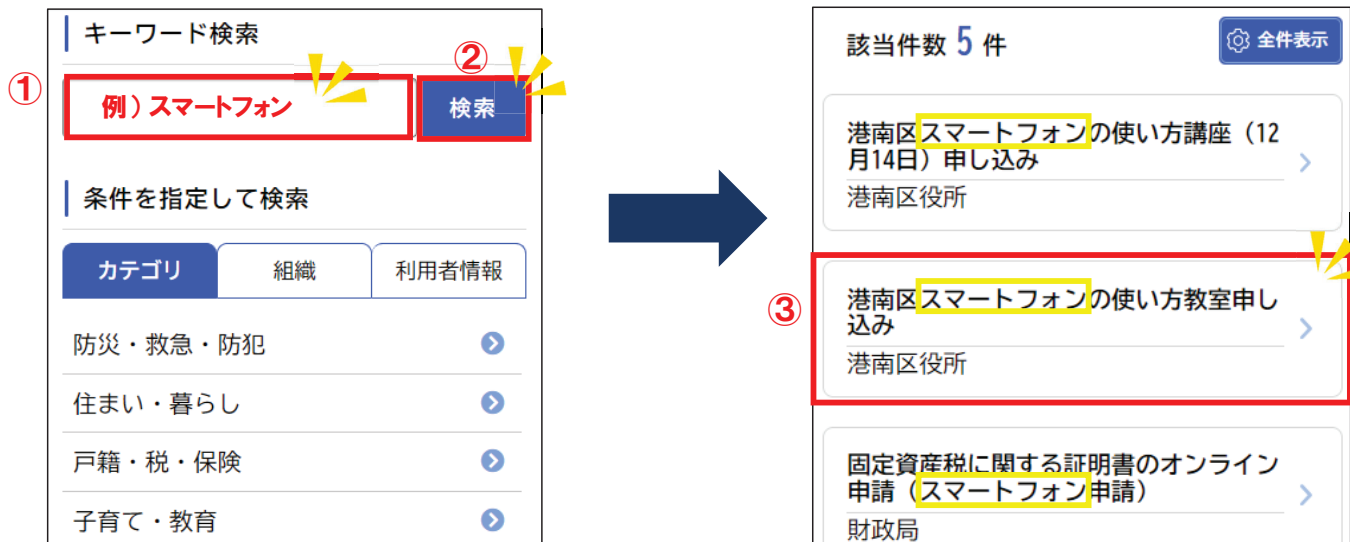 キーワード検索
①
例）スマートフォン
②
検索
条件を指定して検索
カテゴリ
組織
利用者情報
防災・救急・防犯
住まい・暮らし
戸籍・税・保険
子育て・教育
該当件数 5 件
全件表示
港南区スマートフォンの使い方講座（12
月14日）申し込み
港南区役所
③
港南区スマートフォンの使い方教室申し
込み
港南区役所
固定資産税に関する証明書のオンライン
申請（スマートフォン申請）
財政局